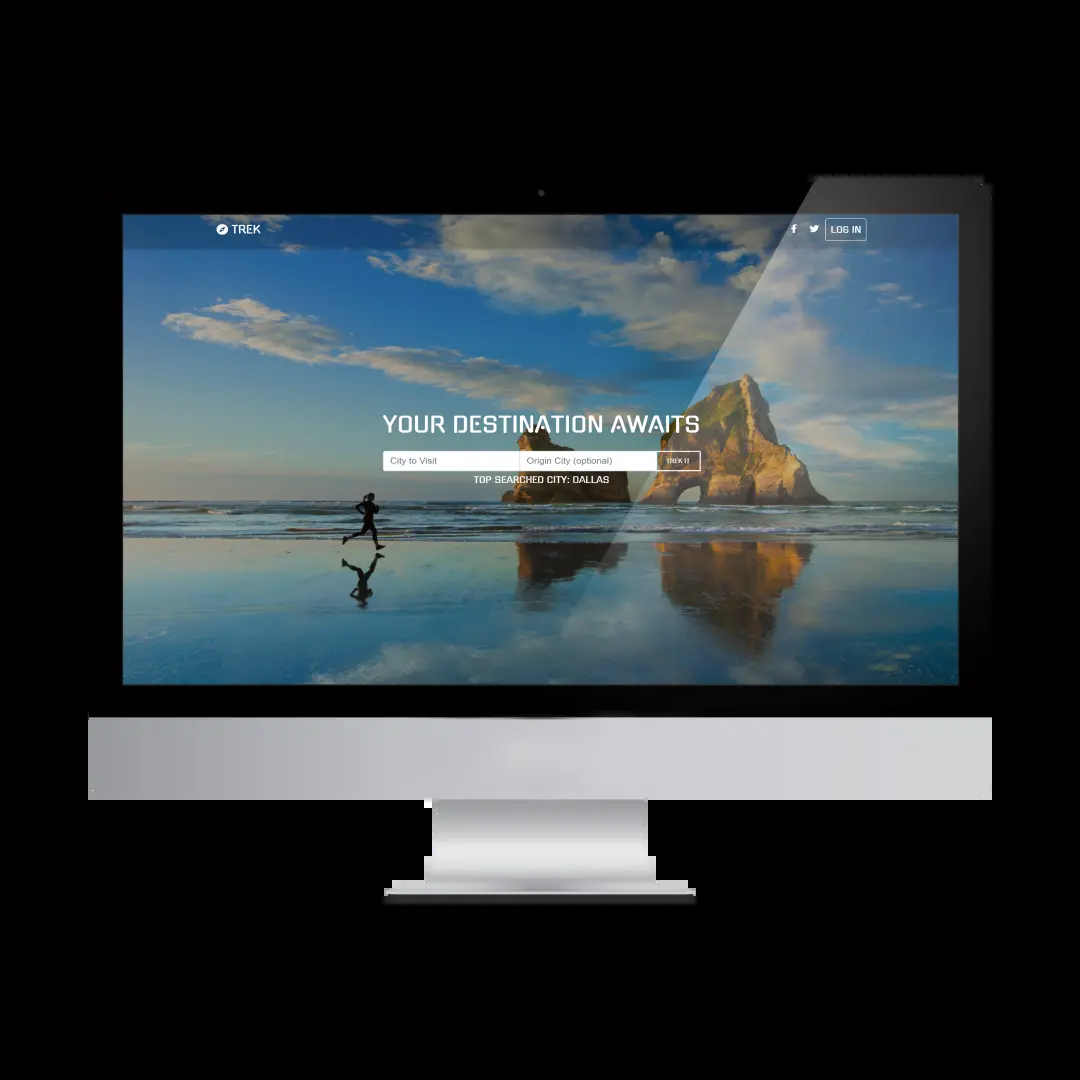 TREK
LOG IN
YOUR DESTINATION AWAITS
City to Visit Origin City (optional) TREK IT
TOP SEARCHED CITY: DALLAS